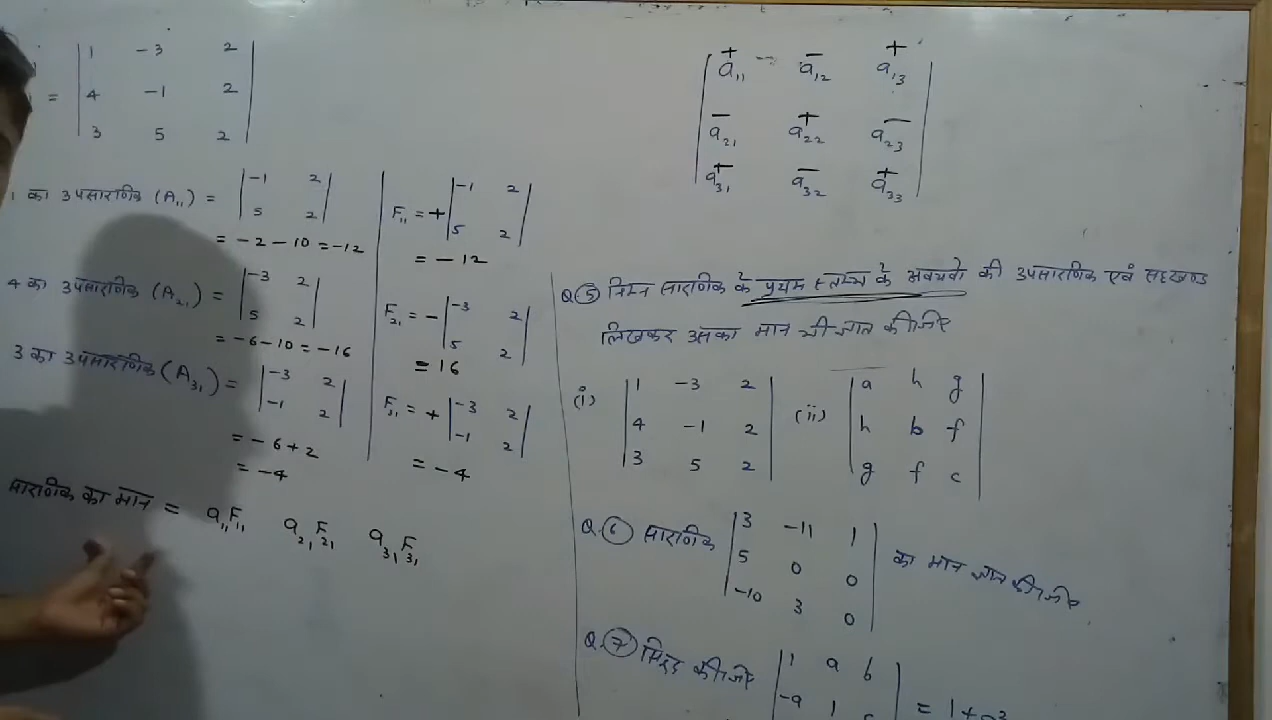 = | 1 -3 2 |
| 4 -1 2 |
| 3 5 2 |
1 का उपसारणिक (A₁₁) = | -1 2 |
| 5 2 |
= -2 - 10 = -12
4 का उपसारणिक (A₂₁) = | -3 2 |
| 5 2 |
= -6 - 10 = -16
3 का उपसारणिक (A₃₁) = | -3 2 |
| -1 2 |
= -6 + 2
= -4
F₁₁ = + | -1 2 |
| 5 2 |
= -12
F₂₁ = - | -3 2 |
| 5 2 |
= 16
F₃₁ = + | -3 2 |
| -1 2 |
= -4
सारणिक का मान = a₁₁F₁₁ a₂₁F₂₁ a₃₁F₃₁
+ - +
| a₁₁ a₁₂ a₁₃ |
- + -
| a₂₁ a₂₂ a₂₃ |
+ - +
| a₃₁ a₃₂ a₃₃ |
Q.5 निम्न सारणिक के प्रथम स्तम्भ के अवयवो की उपसारणिक एवं सहखण्ड
लिखकर उसका मान भी ज्ञात कीजिए
(i) | 1 -3 2 | (ii) | a h g |
| 4 -1 2 | | h b f |
| 3 5 2 | | g f c |
Q.6 सारणिक | 3 -11 1 | का मान ज्ञात कीजिए
| 5 0 0 |
| -10 3 0 |
Q.7 सिद्ध कीजिए | 1 a b |
| -a 1 c | = 1 + a²